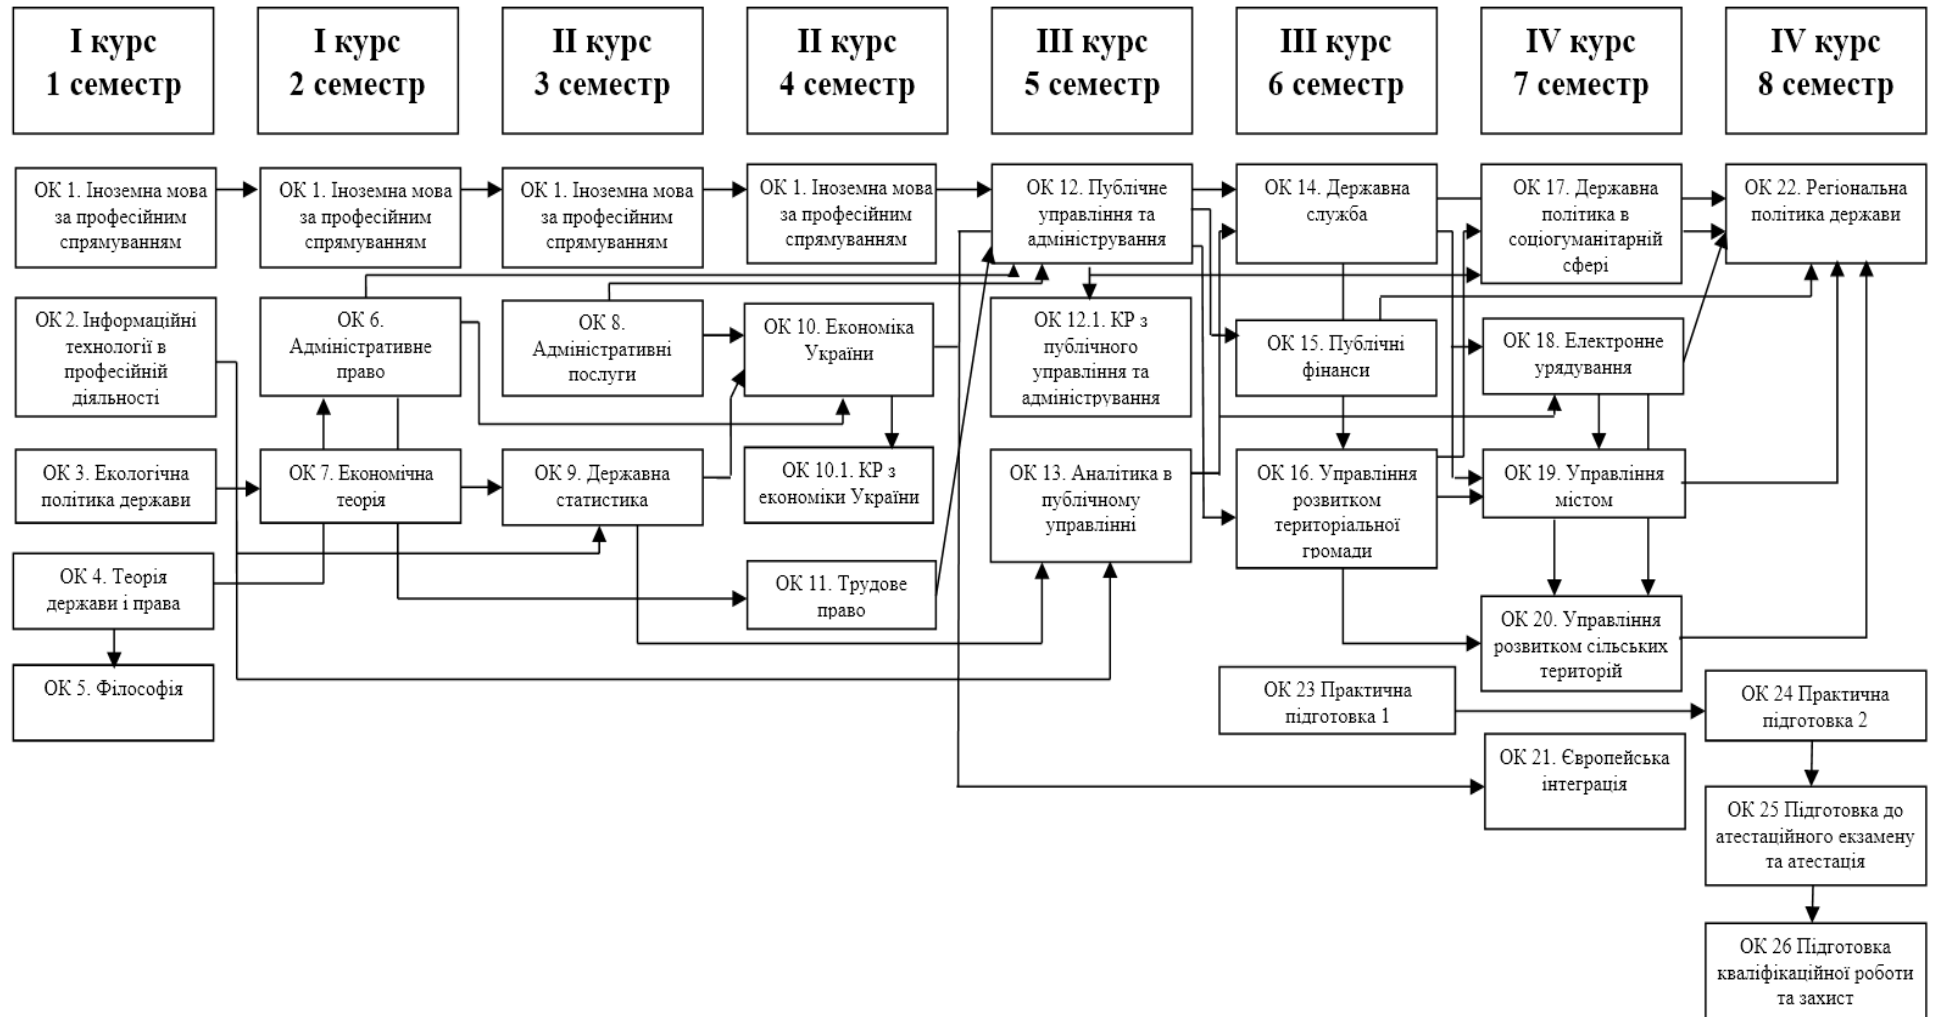 І курс
1 семестр
І курс
2 семестр
ІІ курс
3 семестр
ІІ курс
4 семестр
ІІІ курс
5 семестр
ІІІ курс
6 семестр
IV курс
7 семестр
IV курс
8 семестр
ОК 1. Іноземна мова
за професійним
спрямуванням
ОК 1. Іноземна мова
за професійним
спрямуванням
ОК 1. Іноземна мова
за професійним
спрямуванням
ОК 1. Іноземна мова
за професійним
спрямуванням
ОК 12. Публічне
управління та
адміністрування
ОК 14. Державна
служба
ОК 17. Державна
політика в
соціогуманітарній
сфері
ОК 22. Регіональна
політика держави
ОК 2. Інформаційні
технології в
професійній
діяльності
ОК 6.
Адміністративне
право
ОК 8.
Адміністративні
послуги
ОК 10. Економіка
України
ОК 12.1. КР з
публічного
управління та
адміністрування
ОК 15. Публічні
фінанси
ОК 18. Електронне
урядування
ОК 3. Екологічна
політика держави
ОК 7. Економічна
теорія
ОК 9. Державна
статистика
ОК 10.1. КР з
економіки України
ОК 13. Аналітика в
публічному
управлінні
ОК 16. Управління
розвитком
територіальної
громади
ОК 19. Управління
містом
ОК 4. Теорія
держави і права
ОК 11. Трудове
право
ОК 20. Управління
розвитком сільських
територій
ОК 5. Філософія
ОК 23 Практична
підготовка 1
ОК 24 Практична
підготовка 2
ОК 21. Європейська
інтеграція
ОК 25 Підготовка до
атестаційного екзамену
та атестація
ОК 26 Підготовка
кваліфікаційної роботи
та захист